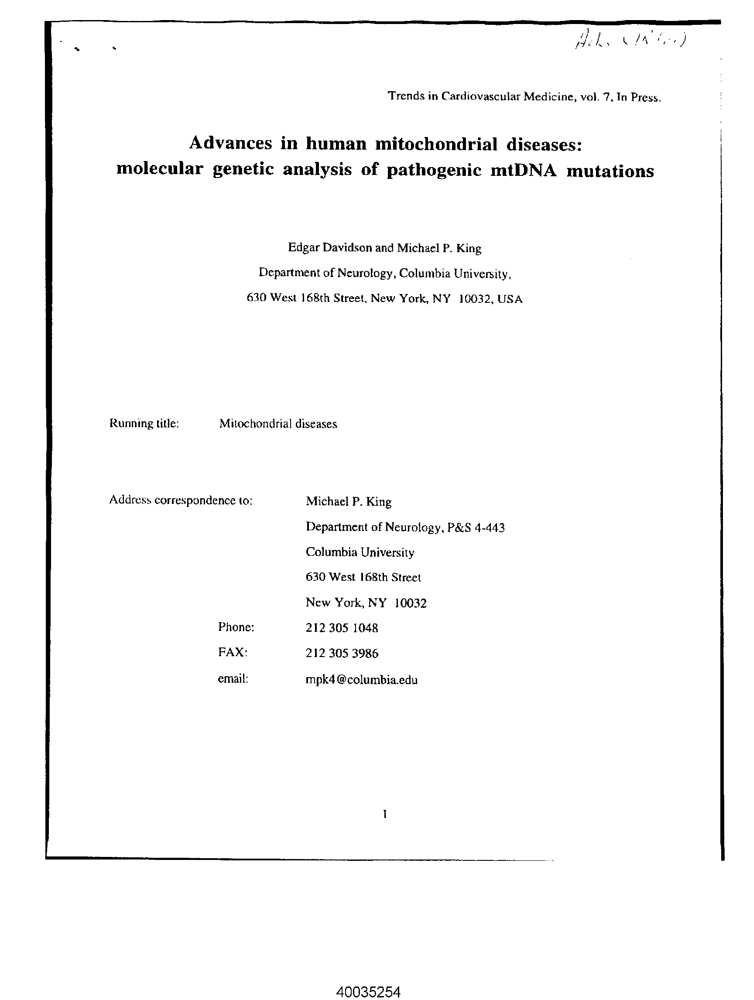 Trends in Cardiovascular Medicine, vol. 7, In Press.
Advances in human mitochondrial diseases:
molecular genetic analysis of pathogenic mtDNA mutations
Edgar Davidson and Michael P. King
Department of Neurology, Columbia University,
630 West 168th Street, New York, NY 10032, USA
Running title: Mitochondrial diseases
Address correspondence to: Michael P. King
Department of Neurology, P&S 4-443
Columbia University
630 West 168th Street
New York, NY 10032
Phone: 212 305 1048
FAX: 212 305 3986
email: mpk4@columbia.edu
1
40035254